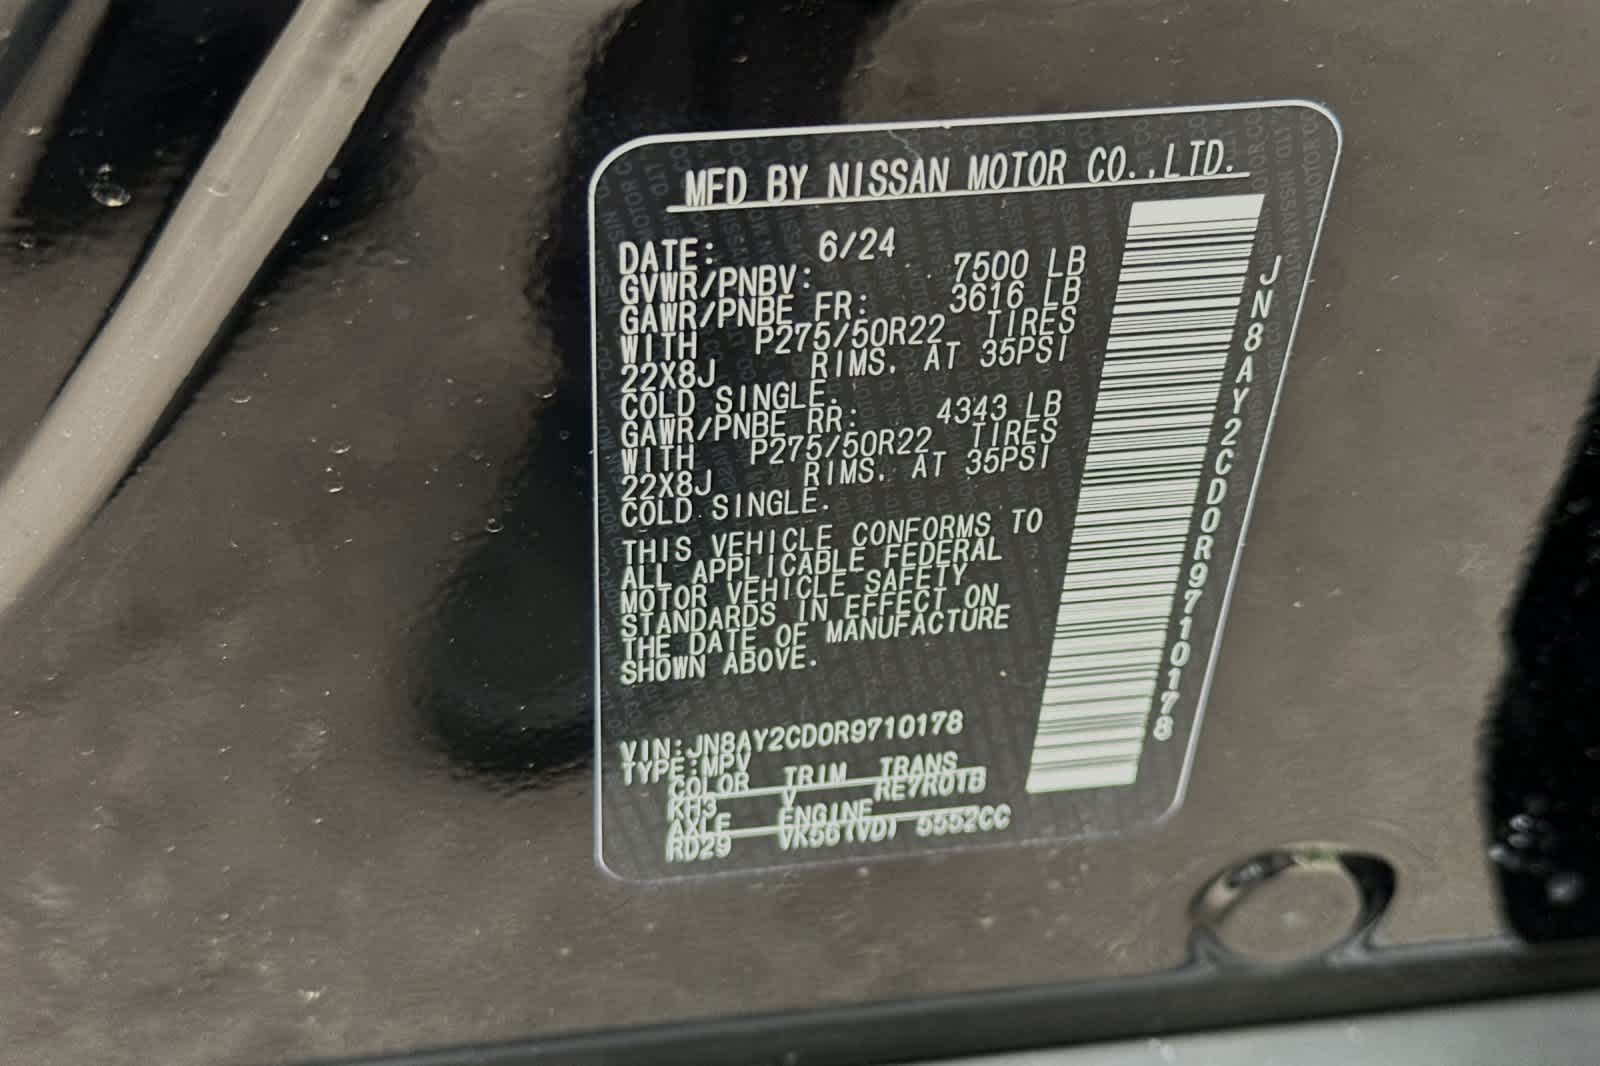 MFD BY NISSAN MOTOR CO.,LTD.
DATE: 6/24
GVWR/PNBV: 7500 LB
GAWR/PNBE FR: 3616 LB
WITH P275/50R22 TIRES
22X8J RIMS. AT 35PSI
COLD SINGLE.
GAWR/PNBE RR: 4343 LB
WITH P275/50R22 TIRES
22X8J RIMS. AT 35PSI
COLD SINGLE.
THIS VEHICLE CONFORMS TO
ALL APPLICABLE FEDERAL
MOTOR VEHICLE SAFETY
STANDARDS IN EFFECT ON
THE DATE OF MANUFACTURE
SHOWN ABOVE.
VIN:JN8AY2CD0R9710178
TYPE:MPV
COLOR TRIM TRANS
KH3 V RE7R01B
AXLE ENGINE
RD29 VK56(VD) 5552CC
JN8AY2CD0R9710178